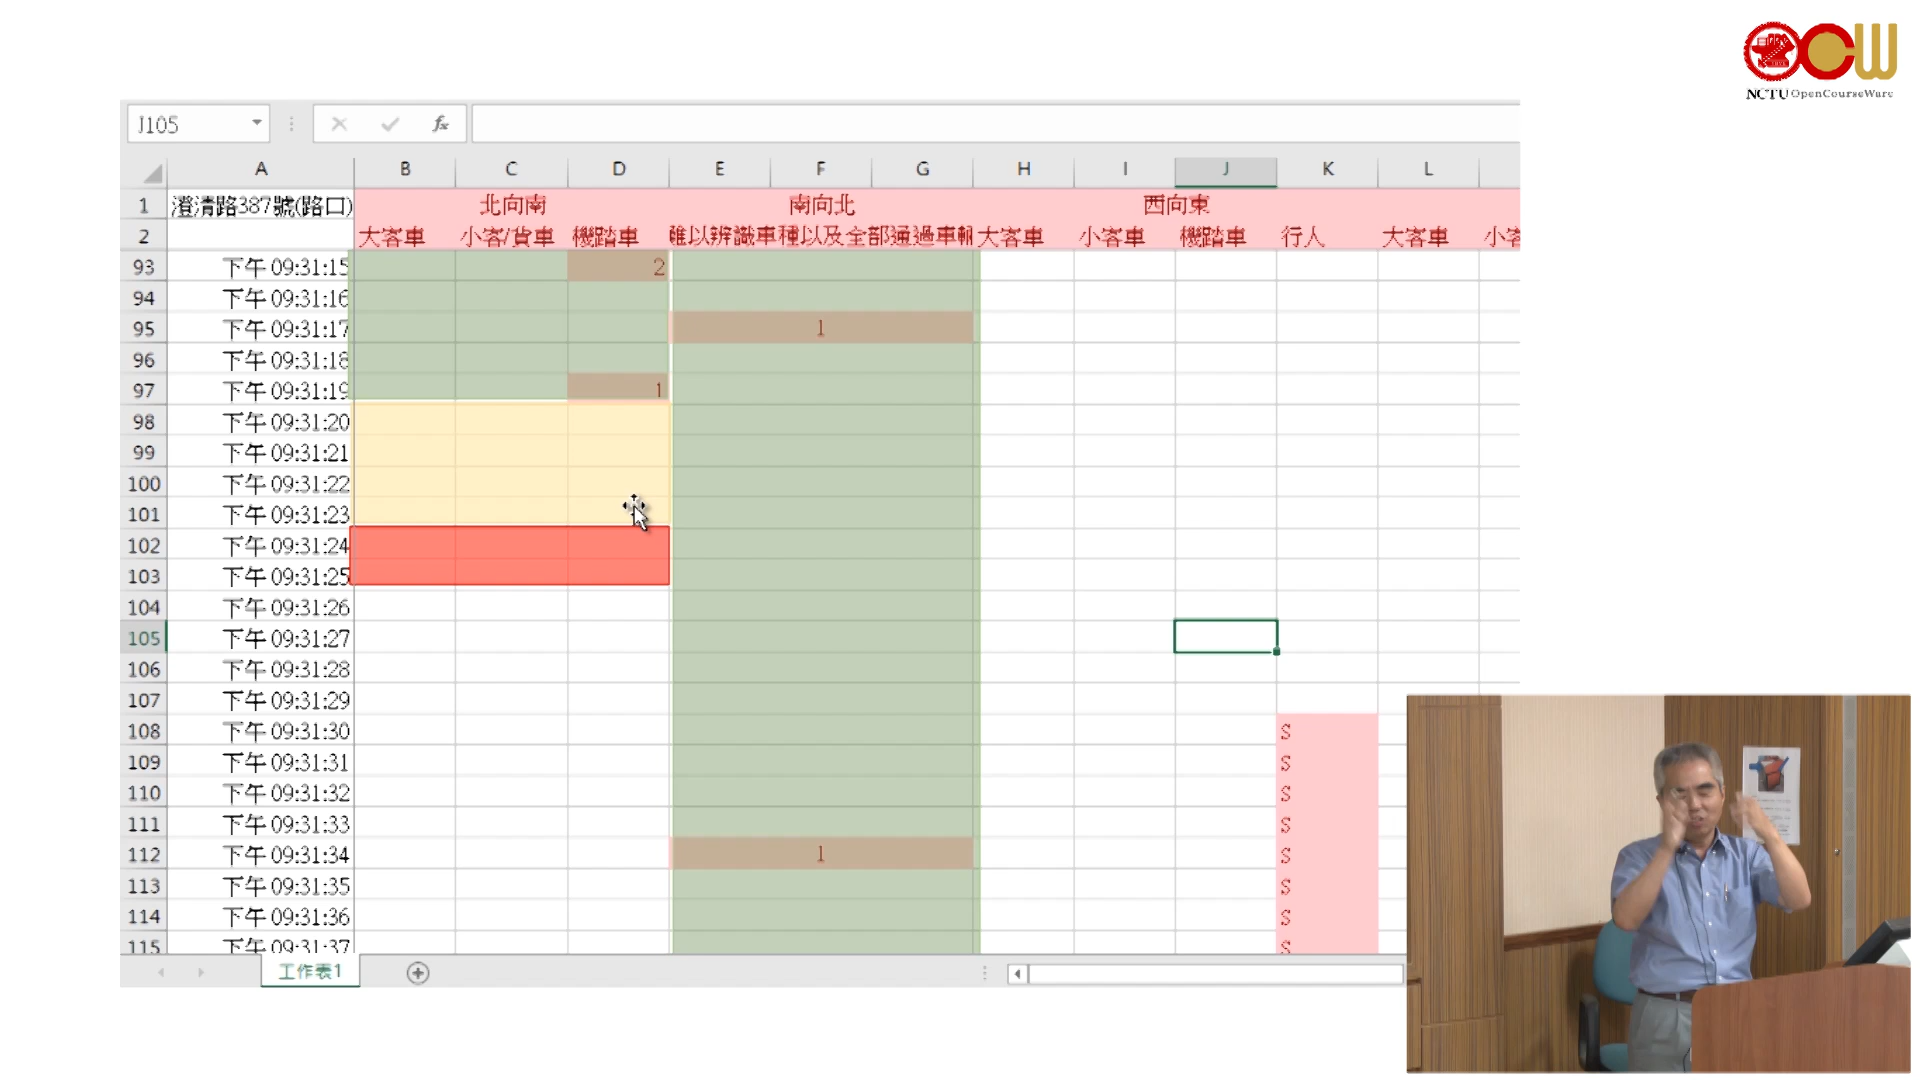 NCTU OpenCourseWare
J105
fx
A B C D E F G H I J K L
1 澄清路387號(路口) 北向南 南向北 西向東
2 大客車 小客/貨車 機踏車 難以辨識車種以及全部通過車輛 大客車 小客車 機踏車 行人 大客車 小客
93 下午 09:31:15 2
94 下午 09:31:16
95 下午 09:31:17 1
96 下午 09:31:18
97 下午 09:31:19 1
98 下午 09:31:20
99 下午 09:31:21
100 下午 09:31:22
101 下午 09:31:23
102 下午 09:31:24
103 下午 09:31:25
104 下午 09:31:26
105 下午 09:31:27
106 下午 09:31:28
107 下午 09:31:29
108 下午 09:31:30 S
109 下午 09:31:31 S
110 下午 09:31:32 S
111 下午 09:31:33 S
112 下午 09:31:34 1 S
113 下午 09:31:35 S
114 下午 09:31:36 S
115 下午 09:31:37 S
工作表1